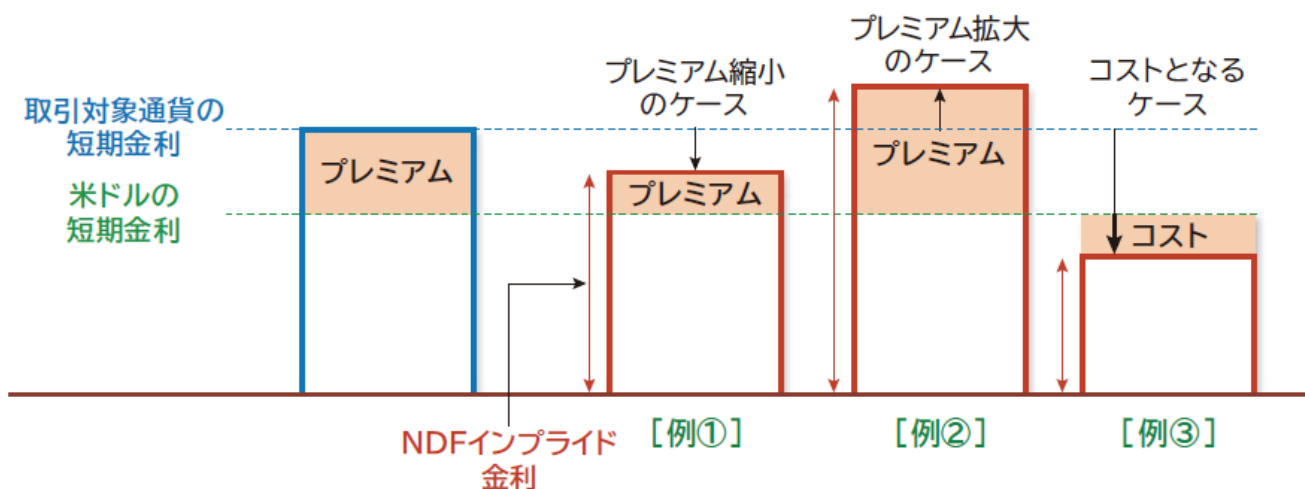 取引対象通貨の
短期金利
米ドルの
短期金利
プレミアム
プレミアム縮小
のケース
プレミアム
プレミアム拡大
のケース
プレミアム
コストとなる
ケース
コスト
NDFインプライド
金利
［例①］
［例②］
［例③］